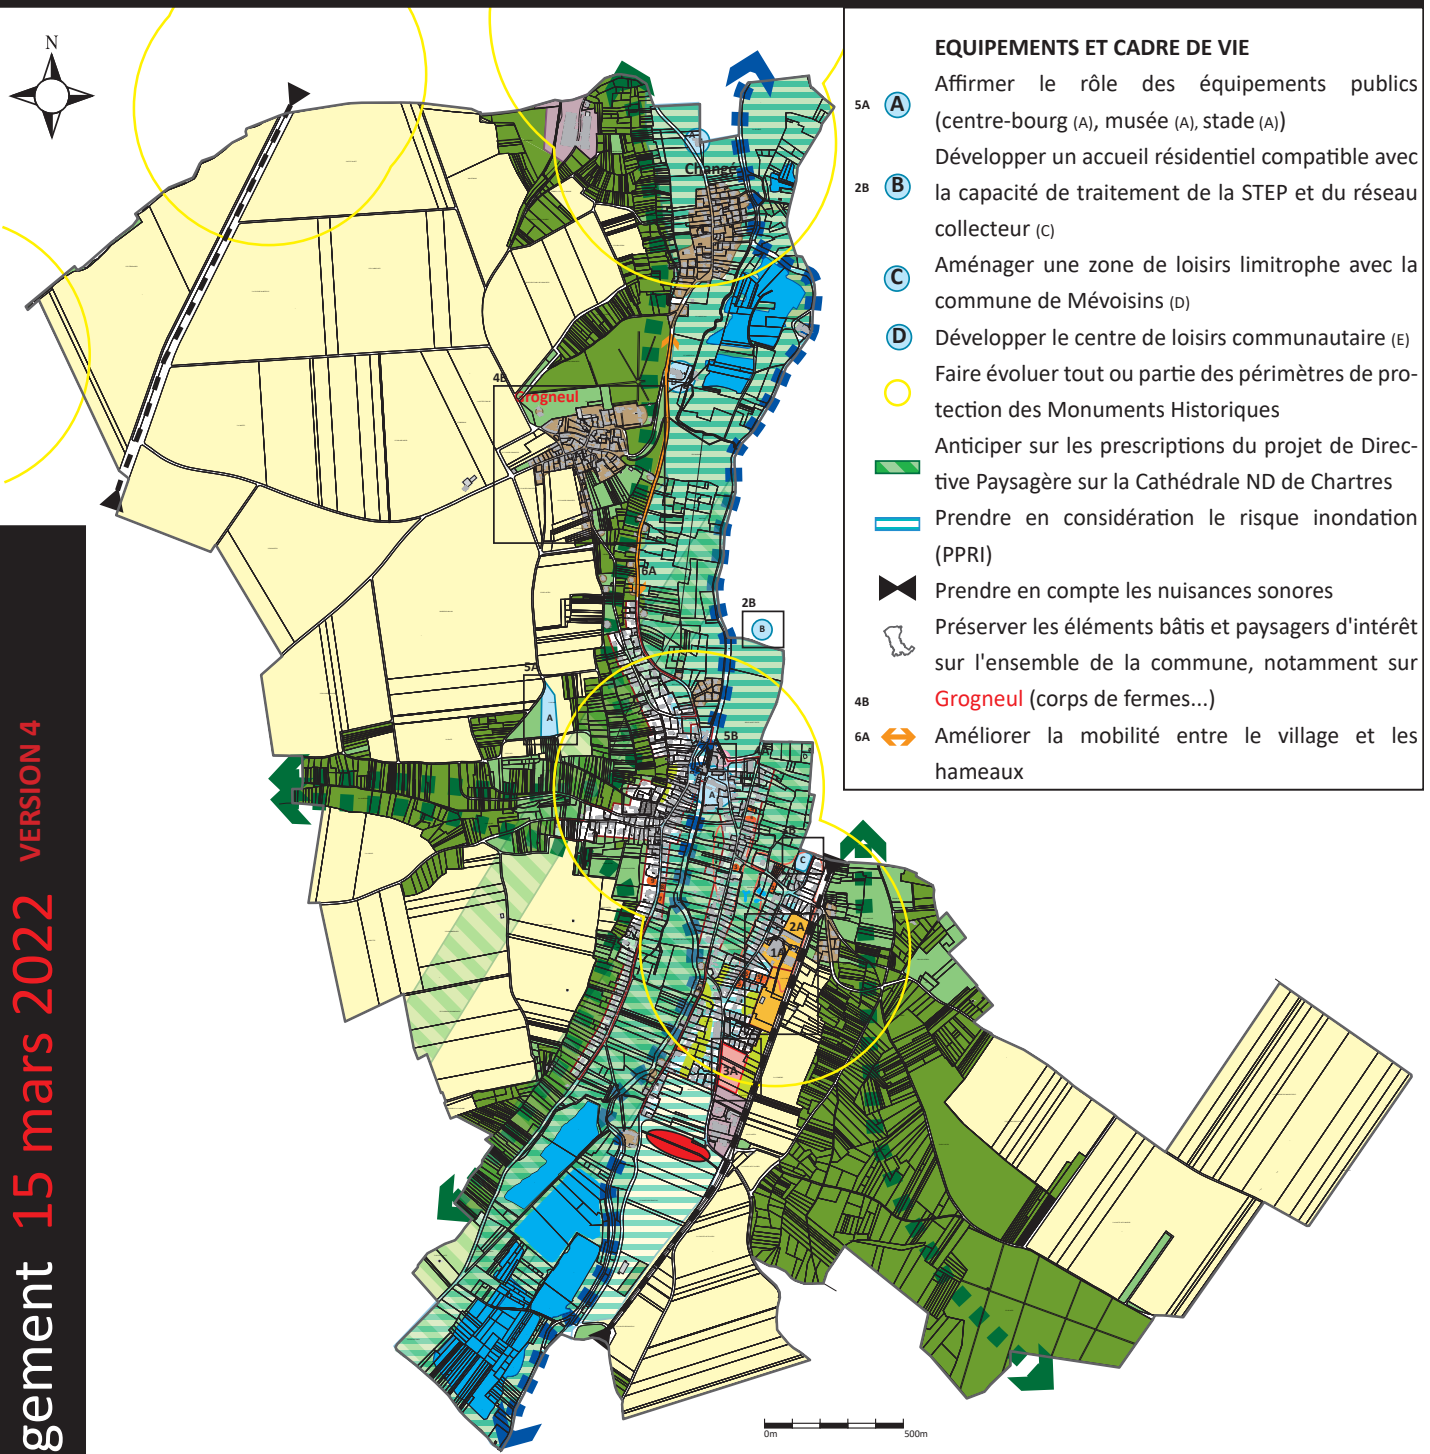 N
EQUIPEMENTS ET CADRE DE VIE
5A A Affirmer le rôle des équipements publics
(centre-bourg (A), musée (A), stade (A))
2B B Développer un accueil résidentiel compatible avec
la capacité de traitement de la STEP et du réseau
collecteur (C)
C Aménager une zone de loisirs limitrophe avec la
commune de Mévoisins (D)
D Développer le centre de loisirs communautaire (E)
Faire évoluer tout ou partie des périmètres de pro-
tection des Monuments Historiques
Anticiper sur les prescriptions du projet de Direc-
tive Paysagère sur la Cathédrale ND de Chartres
Prendre en considération le risque inondation
(PPRI)
Prendre en compte les nuisances sonores
Préserver les éléments bâtis et paysagers d'intérêt
sur l'ensemble de la commune, notamment sur
4B Grogneul (corps de fermes...)
6A Améliorer la mobilité entre le village et les
hameaux
Changé
4B
Grogneul
6A
2B
B
5A
A
5B
A
C
2A
1A
3A
0m 500m
gement 15 mars 2022 VERSION 4